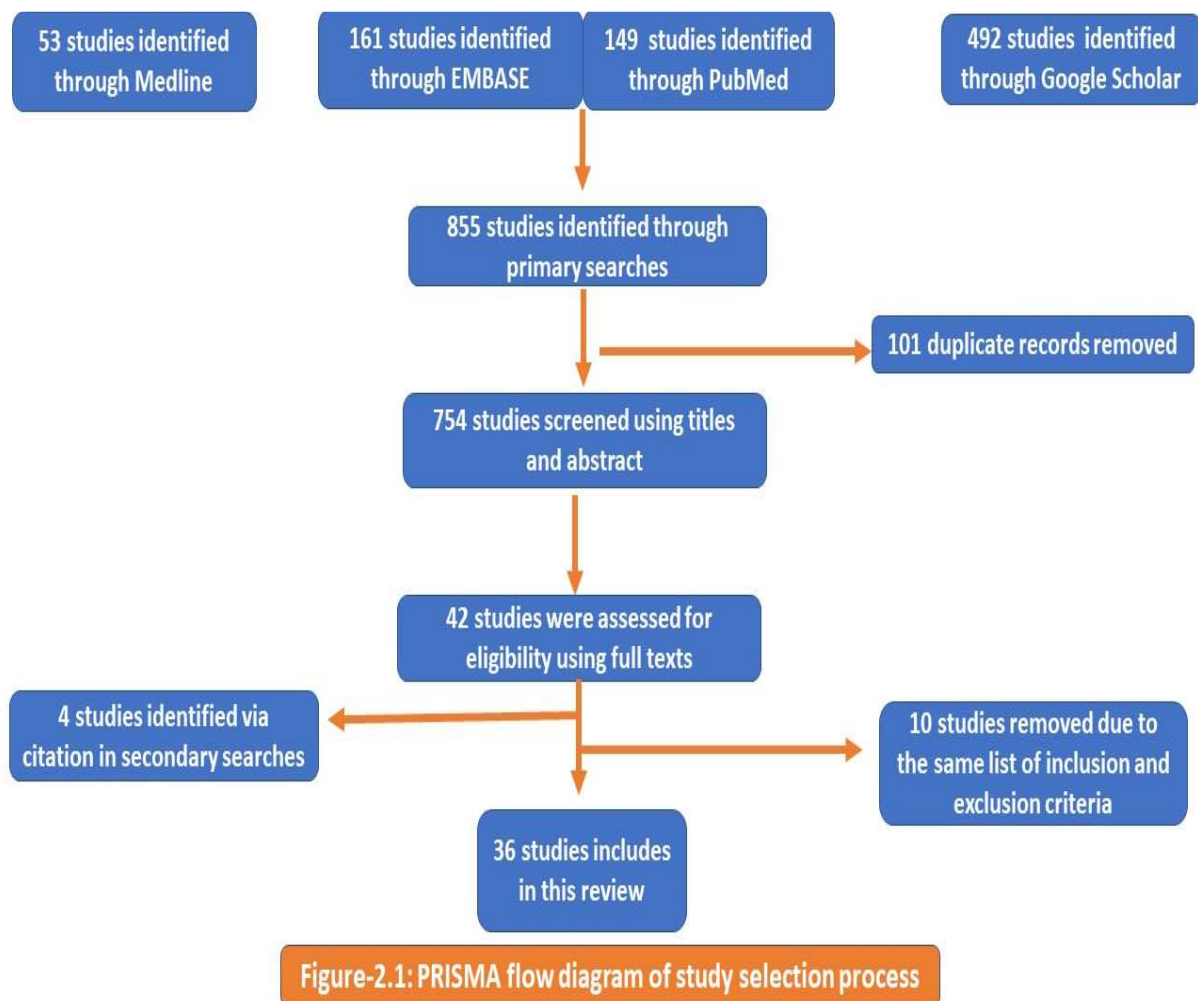 53 studies identified
through Medline
161 studies identified
through EMBASE
149 studies identified
through PubMed
492 studies identified
through Google Scholar
855 studies identified through
primary searches
101 duplicate records removed
754 studies screened using titles
and abstract
42 studies were assessed for
eligibility using full texts
4 studies identified via
citation in secondary searches
10 studies removed due to
the same list of inclusion and
exclusion criteria
36 studies includes
in this review
Figure-2.1: PRISMA flow diagram of study selection process